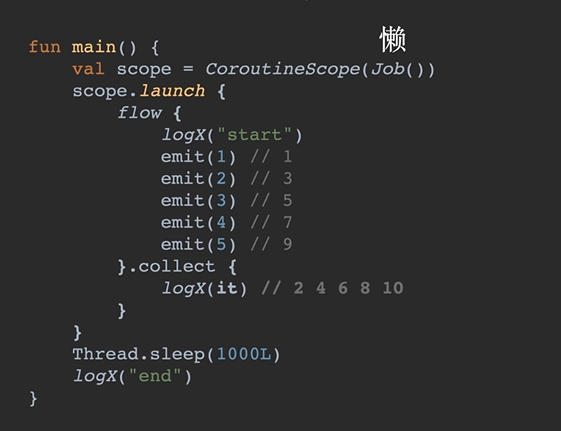 懒
fun main() {
    val scope = CoroutineScope(Job())
    scope.launch {
        flow {
            logX("start")
            emit(1) // 1
            emit(2) // 3
            emit(3) // 5
            emit(4) // 7
            emit(5) // 9
        }.collect {
            logX(it) // 2 4 6 8 10
        }
    }
    Thread.sleep(1000L)
    logX("end")
}